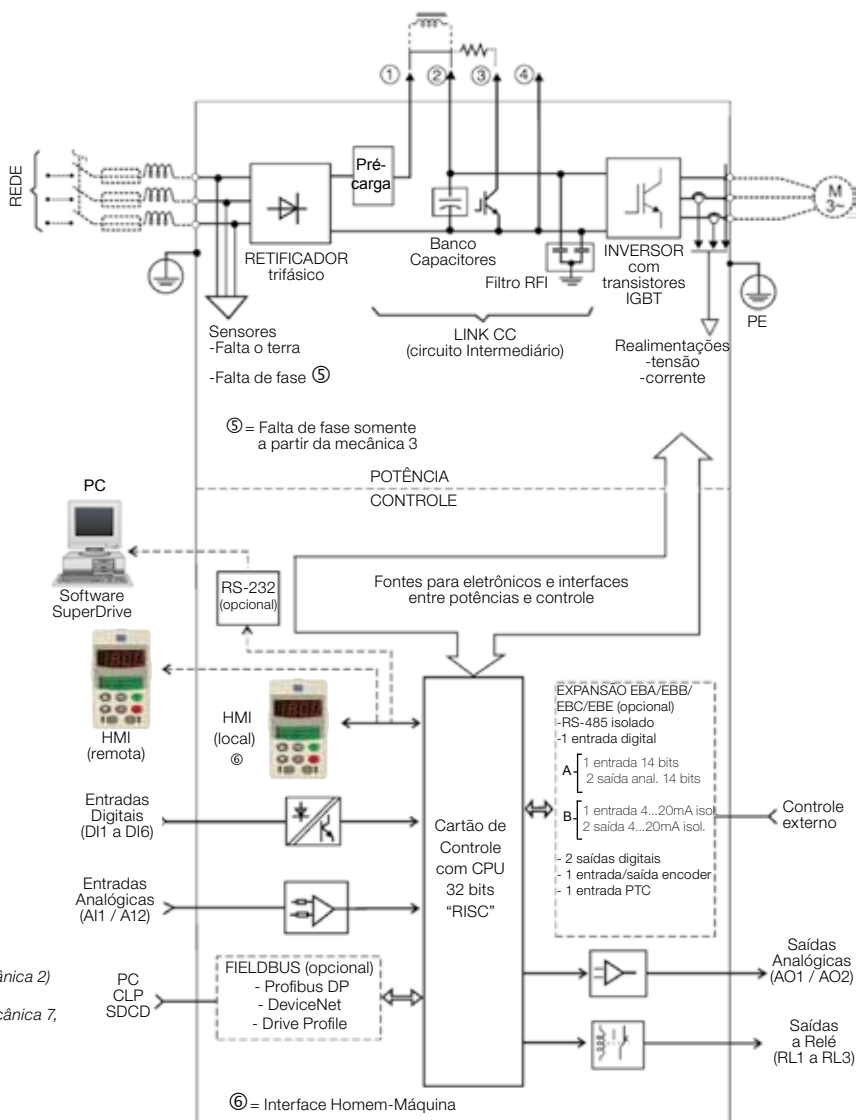 ① ② ③ ④
REDE
Pré-
carga
RETIFICADOR
trifásico
Banco
Capacitores
Filtro RFI
INVERSOR
com
transistores
IGBT
M
3~
PE
LINK CC
(circuito Intermediário)
Sensores
-Falta o terra
-Falta de fase ⑤
Realimentações
-tensão
-corrente
⑤ = Falta de fase somente
a partir da mecânica 3
POTÊNCIA
CONTROLE
PC
Software
SuperDrive
RS-232
(opcional)
Fontes para eletrônicos e interfaces
entre potências e controle
1800
HMI
(remota)
1800
HMI
(local)
⑥
EXPANSÃO EBA/EBB/
EBC/EBE (opcional)
-RS-485 isolado
-1 entrada digital
A
1 entrada 14 bits
2 saída anal. 14 bits
B
1 entrada 4...20mA isol.
2 saída 4...20mA isol.
- 2 saídas digitais
- 1 entrada/saída encoder
- 1 entrada PTC
Controle
externo
Entradas
Digitais
(DI1 a DI6)
Cartão de
Controle
com CPU
32 bits
“RISC”
Entradas
Analógicas
(AI1 / A12)
ânica 2)
cânica 7,
PC
CLP
SDCD
FIELDBUS (opcional)
- Profibus DP
- DeviceNet
- Drive Profile
Saídas
Analógicas
(AO1 / AO2)
Saídas
a Relé
(RL1 a RL3)
⑥ = Interface Homem-Máquina